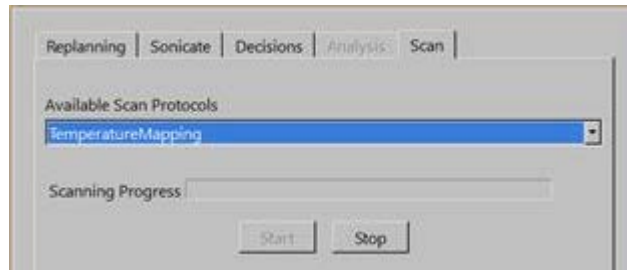 Replanning Sonicate Decisions Analysis Scan
Available Scan Protocols
TemperatureMapping
Scanning Progress
Start Stop